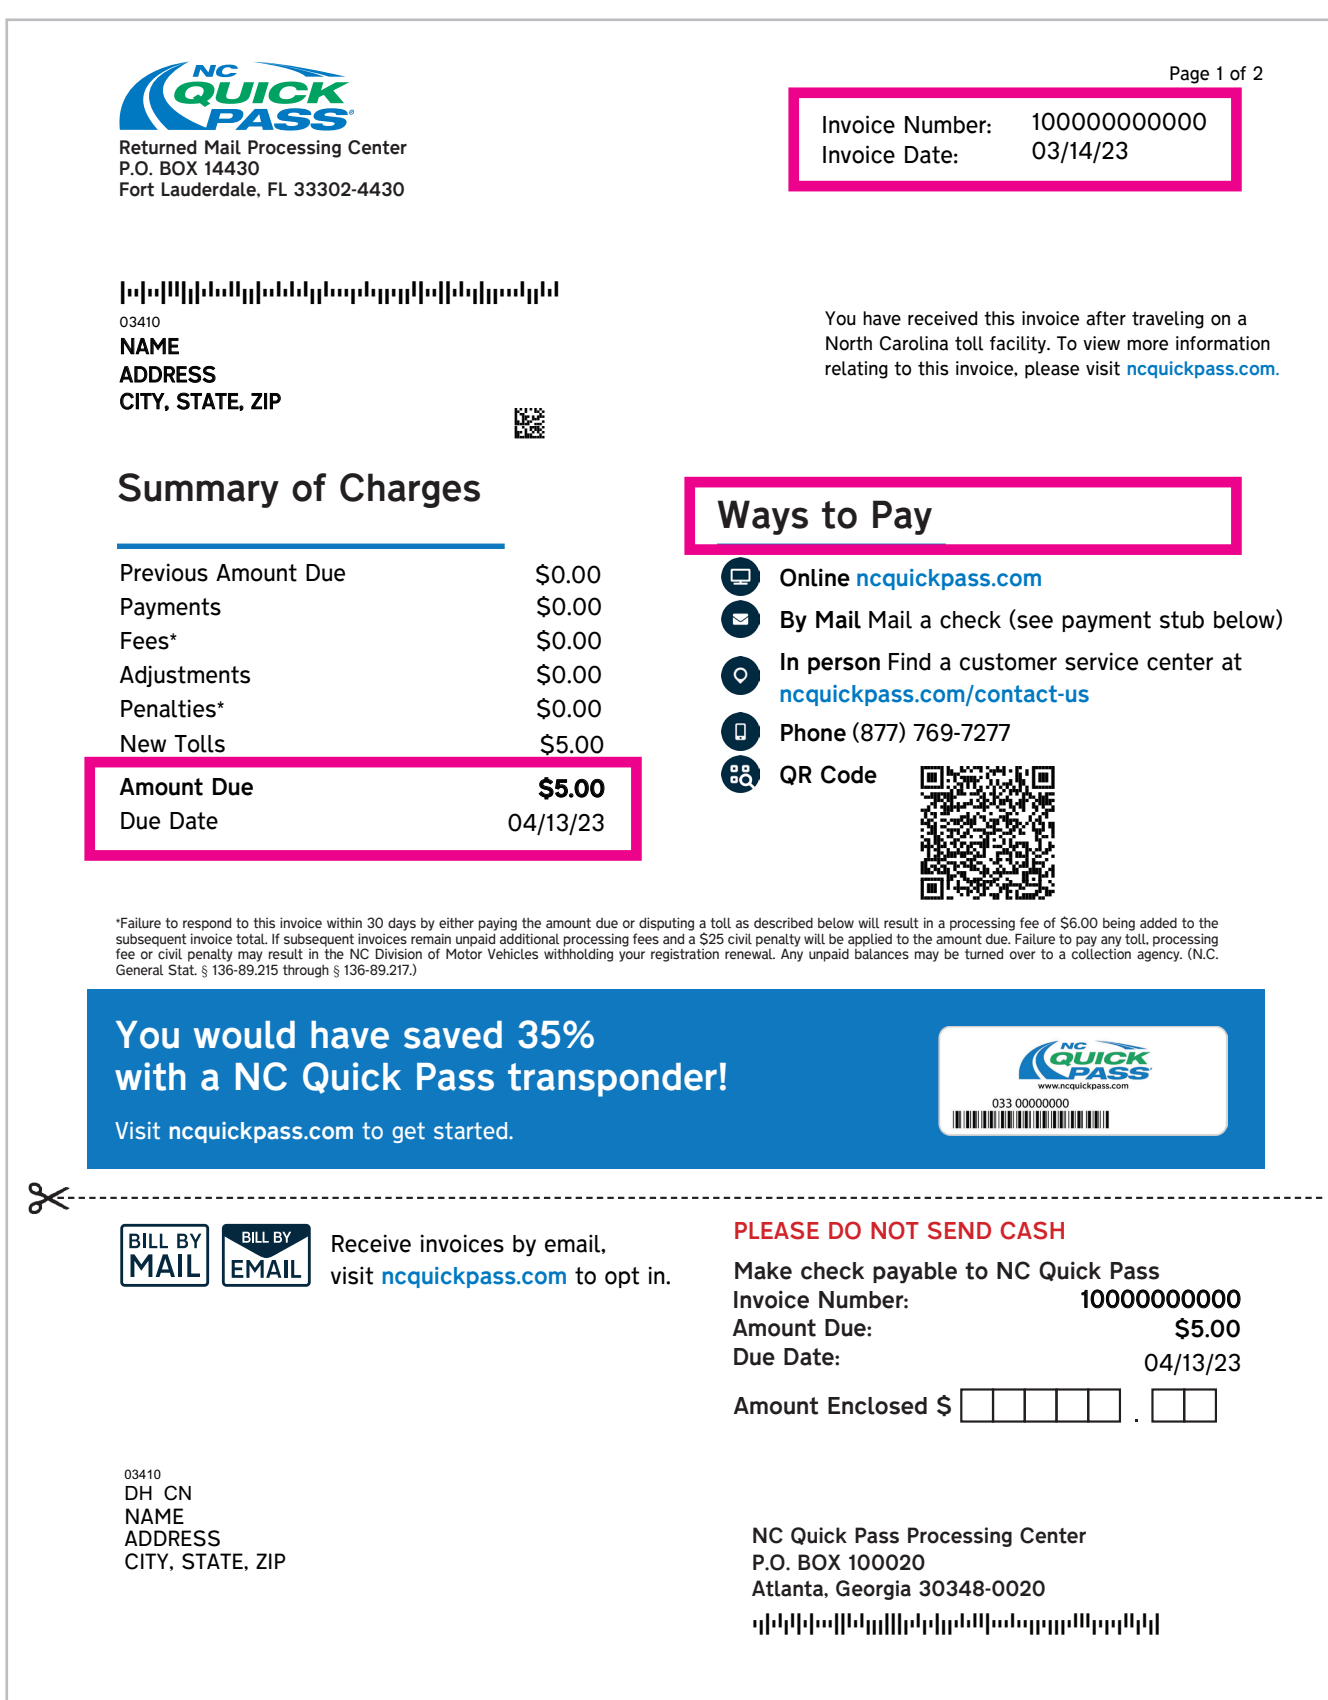 NC
QUICK
PASS
Returned Mail Processing Center
P.O. BOX 14430
Fort Lauderdale, FL 33302-4430
Page 1 of 2
Invoice Number: 100000000000
Invoice Date: 03/14/23
03410
NAME
ADDRESS
CITY, STATE, ZIP
You have received this invoice after traveling on a
North Carolina toll facility. To view more information
relating to this invoice, please visit ncquickpass.com.
Summary of Charges
Previous Amount Due $0.00
Payments $0.00
Fees* $0.00
Adjustments $0.00
Penalties* $0.00
New Tolls $5.00
Amount Due $5.00
Due Date 04/13/23
Ways to Pay
Online ncquickpass.com
By Mail Mail a check (see payment stub below)
In person Find a customer service center at
ncquickpass.com/contact-us
Phone (877) 769-7277
QR Code
*Failure to respond to this invoice within 30 days by either paying the amount due or disputing a toll as described below will result in a processing fee of $6.00 being added to the
subsequent invoice total. If subsequent invoices remain unpaid additional processing fees and a $25 civil penalty will be applied to the amount due. Failure to pay any toll, processing
fee or civil penalty may result in the NC Division of Motor Vehicles withholding your registration renewal. Any unpaid balances may be turned over to a collection agency. (N.C.
General Stat. § 136-89.215 through § 136-89.217.)
You would have saved 35%
with a NC Quick Pass transponder!
Visit ncquickpass.com to get started.
NC
QUICK
PASS
www.ncquickpass.com
033 00000000
BILL BY
MAIL
BILL BY
EMAIL
Receive invoices by email,
visit ncquickpass.com to opt in.
PLEASE DO NOT SEND CASH
Make check payable to NC Quick Pass
Invoice Number: 10000000000
Amount Due: $5.00
Due Date: 04/13/23
Amount Enclosed $ .
03410
DH CN
NAME
ADDRESS
CITY, STATE, ZIP
NC Quick Pass Processing Center
P.O. BOX 100020
Atlanta, Georgia 30348-0020